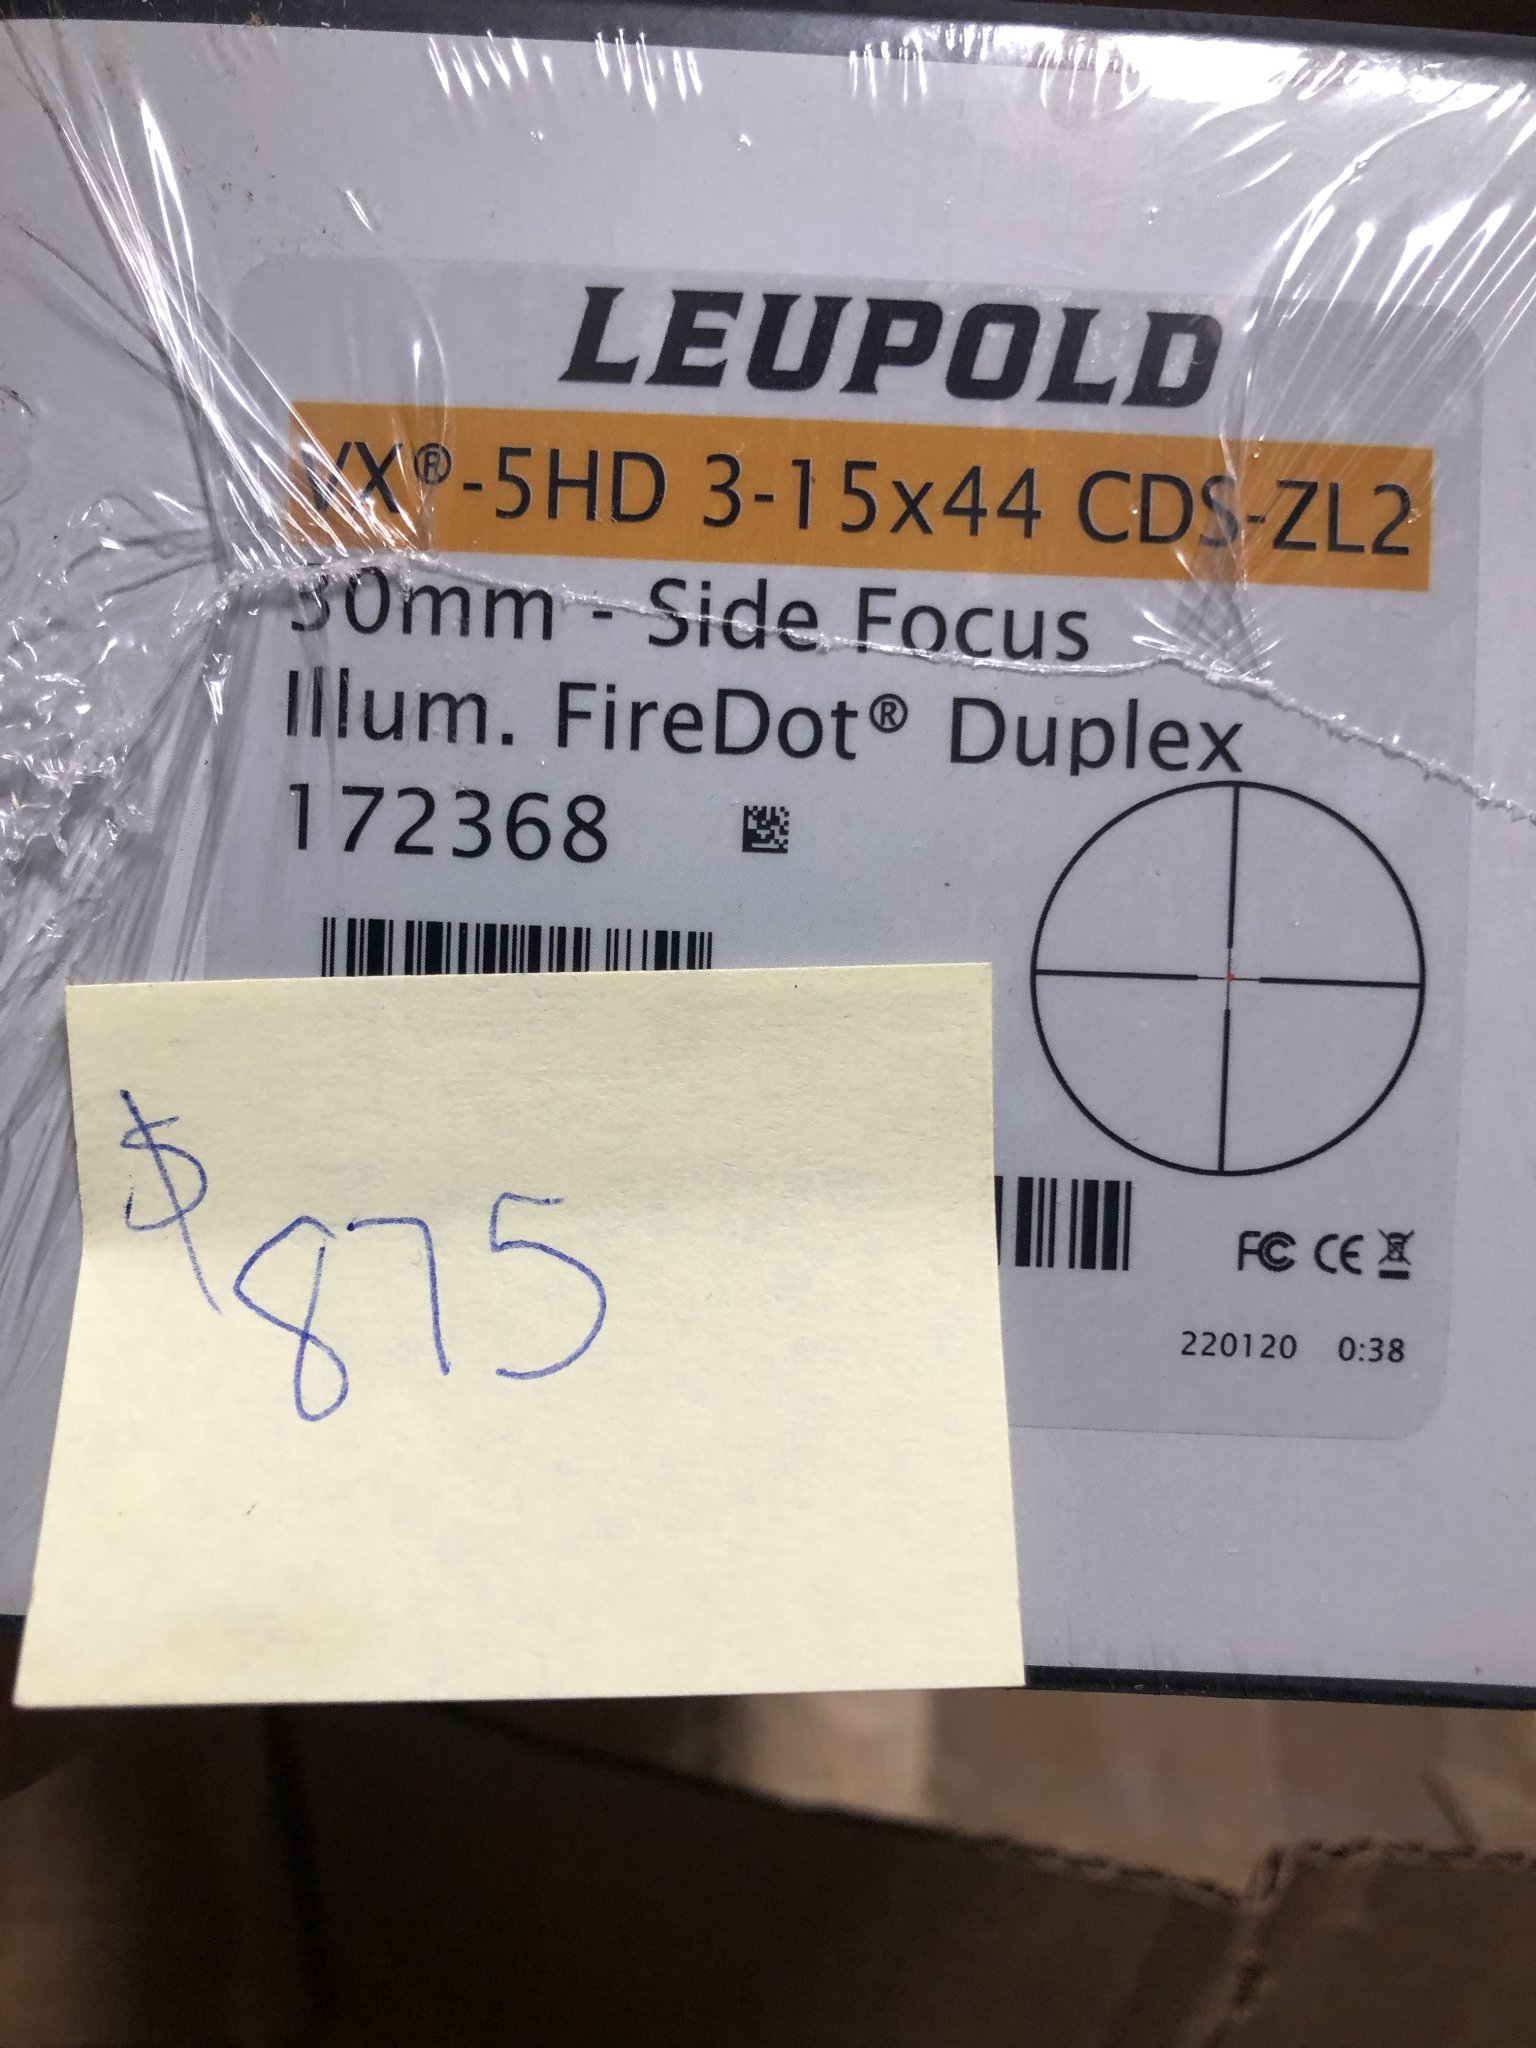 LEUPOLD
VX®-5HD 3-15x44 CDS-ZL2
30mm - Side Focus
Illum. FireDot® Duplex
172368
$875
FC CE
220120 0:38